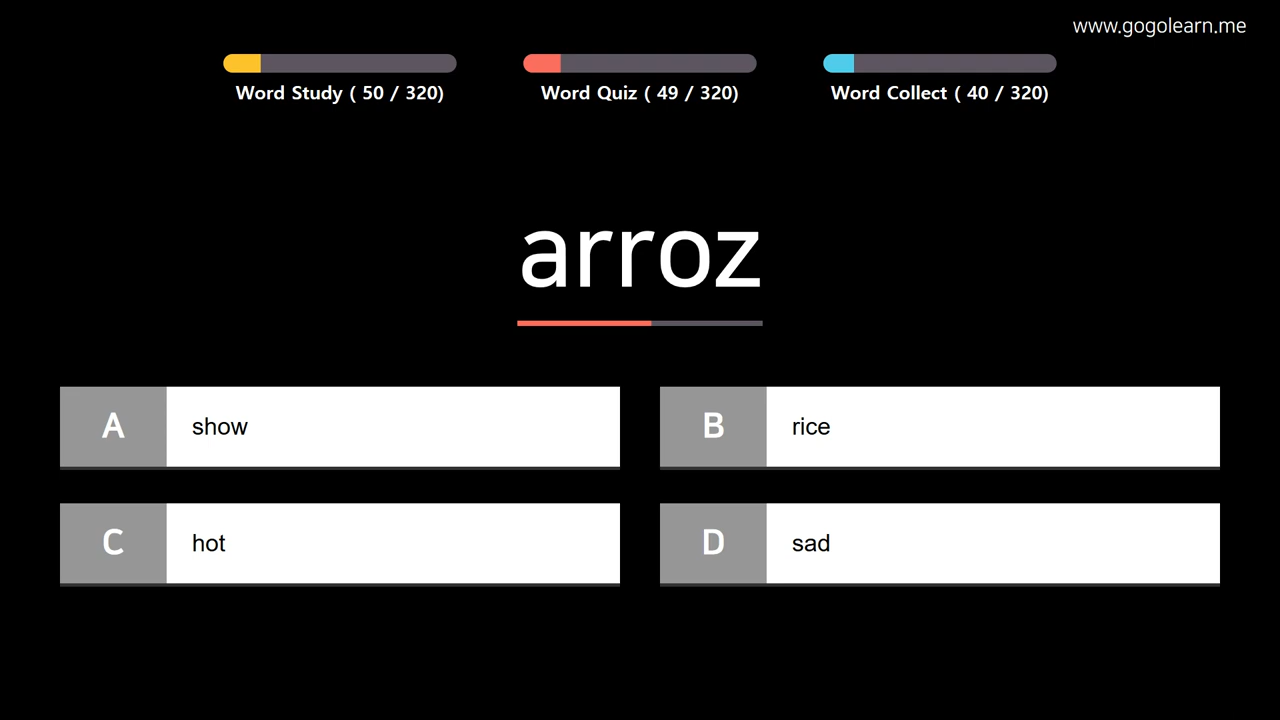 www.gogolearn.me
Word Study ( 50 / 320)
Word Quiz ( 49 / 320)
Word Collect ( 40 / 320)
arroz
A show
B rice
C hot
D sad